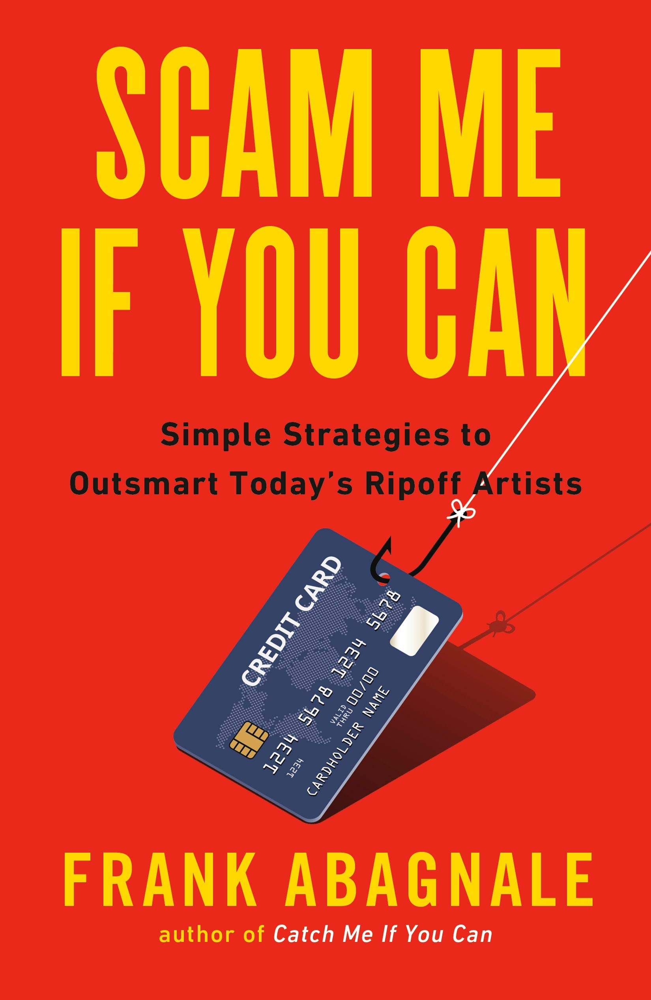 SCAM ME
IF YOU CAN
Simple Strategies to
Outsmart Today's Ripoff Artists
CREDIT CARD
1234 5678 1234 5678
1234
VALID
THRU 00/00
CARDHOLDER NAME
FRANK ABAGNALE
author of Catch Me If You Can